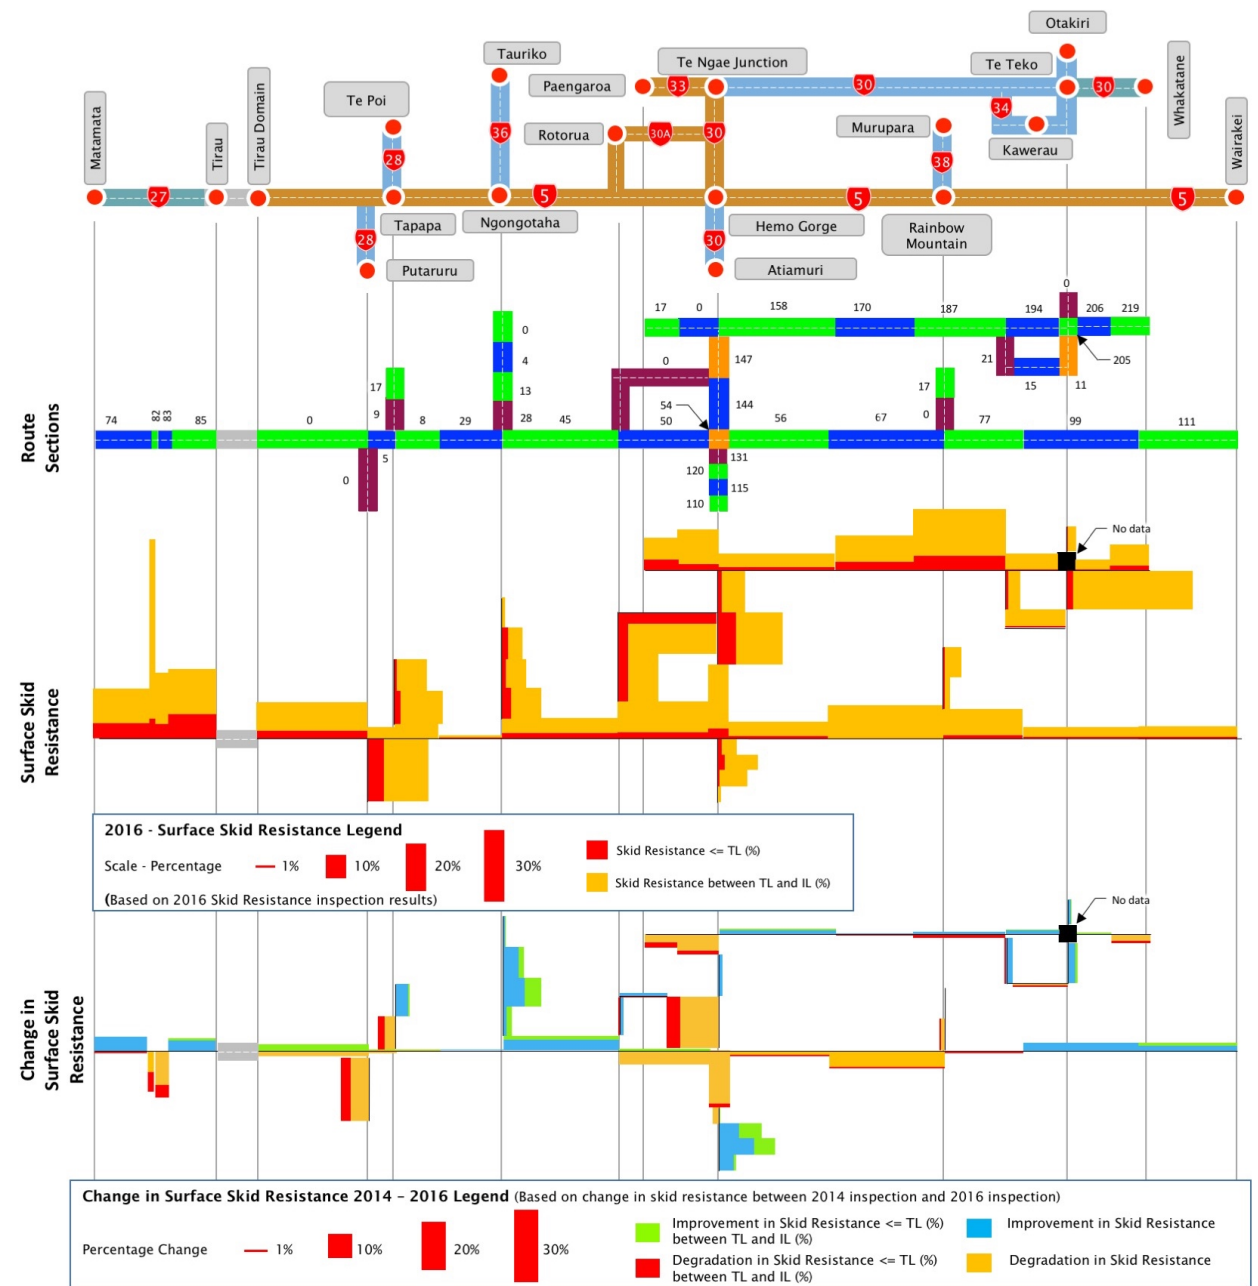 Otakiri
Tauriko
Te Ngae Junction
Te Teko
Paengaroa
33
30
30
Te Poi
34
Whakatane
Matamata
Tirau
Tirau Domain
36
Rotorua
30A
30
Murupara
Kawerau
Wairakei
28
38
27
5
5
5
Tapapa
Ngongotaha
Hemo Gorge
Rainbow
Mountain
28
30
Putaruru
Atiamuri
0
17
0
158
170
187
194
206
219
0
4
0
147
21
205
17
13
17
15
11
74
82
83
85
0
9
8
29
28
45
54
50
144
56
67
0
77
99
111
Route
Sections
5
131
0
120
115
110
No data
Surface Skid
Resistance
2016 - Surface Skid Resistance Legend
Scale - Percentage
1%
10%
20%
30%
Skid Resistance <= TL (%)
Skid Resistance between TL and IL (%)
(Based on 2016 Skid Resistance inspection results)
No data
Change in
Surface Skid
Resistance
Change in Surface Skid Resistance 2014 – 2016 Legend (Based on change in skid resistance between 2014 inspection and 2016 inspection)
Percentage Change
1%
10%
20%
30%
Improvement in Skid Resistance <= TL (%)
between TL and IL (%)
Degradation in Skid Resistance <= TL (%)
between TL and IL (%)
Improvement in Skid Resistance
Degradation in Skid Resistance